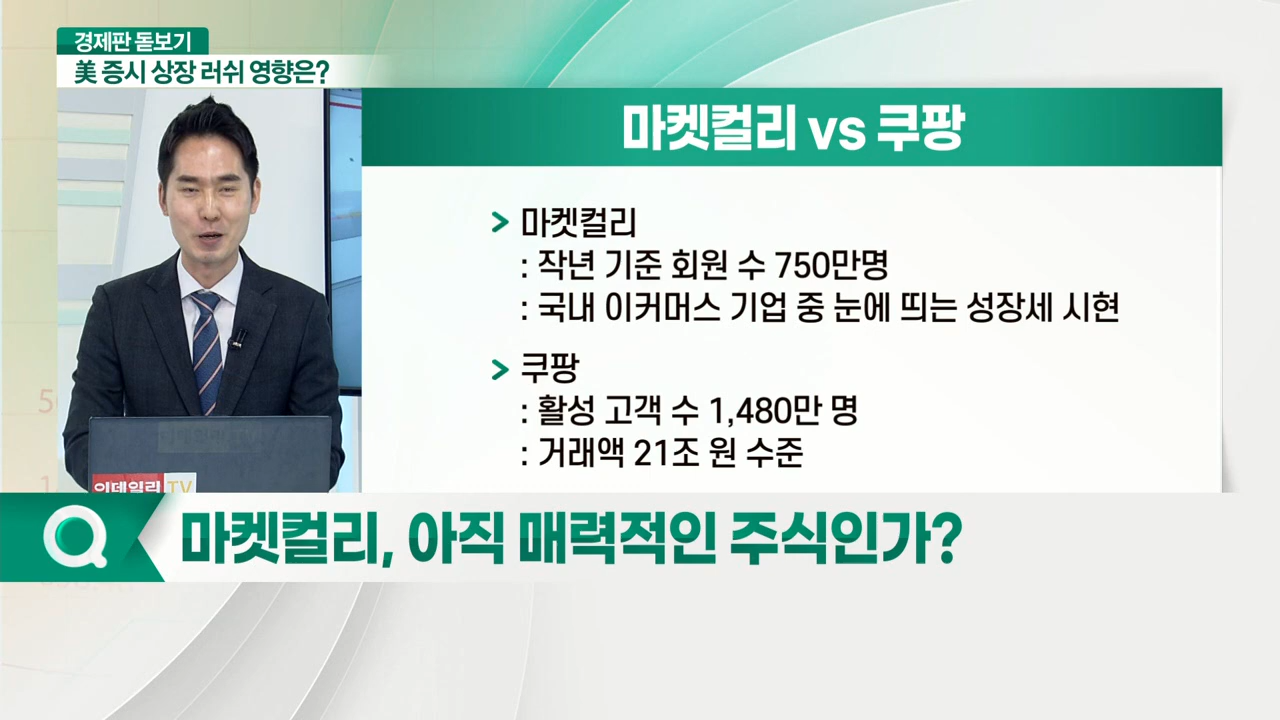 경제판 돋보기
美 증시 상장 러쉬 영향은?
마켓컬리 vs 쿠팡
> 마켓컬리
: 작년 기준 회원 수 750만명
: 국내 이커머스 기업 중 눈에 띄는 성장세 시현
> 쿠팡
: 활성 고객 수 1,480만 명
: 거래액 21조 원 수준
이데일리 TV
Q 마켓컬리, 아직 매력적인 주식인가?